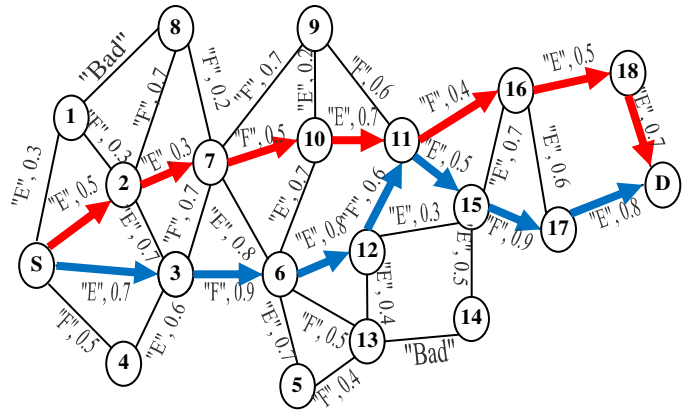 8
9
"Bad"
"F", 0.7
"F", 0.2
"F", 0.7
"E", 0.2
"F", 0.6
"E", 0.5
18
16
"F", 0.4
1
"F", 0.3
"E", 0.3
"F", 0.5
10
"E", 0.7
11
"E", 0.7
"E", 0.3
7
2
"E", 0.5
"E", 0.5
"F", 0.7
"E", 0.6
D
"E", 0.7
"F", 0.7
"E", 0.8
"E", 0.7
"F", 0.6
"E", 0.3
15
"F", 0.9
17
"E", 0.8
S
"E", 0.7
3
"F", 0.9
6
"E", 0.8
12
"E", 0.5
"E", 0.4
14
"F", 0.5
4
"E", 0.6
"E", 0.7
"F", 0.5
13
"Bad"
5
"F", 0.4